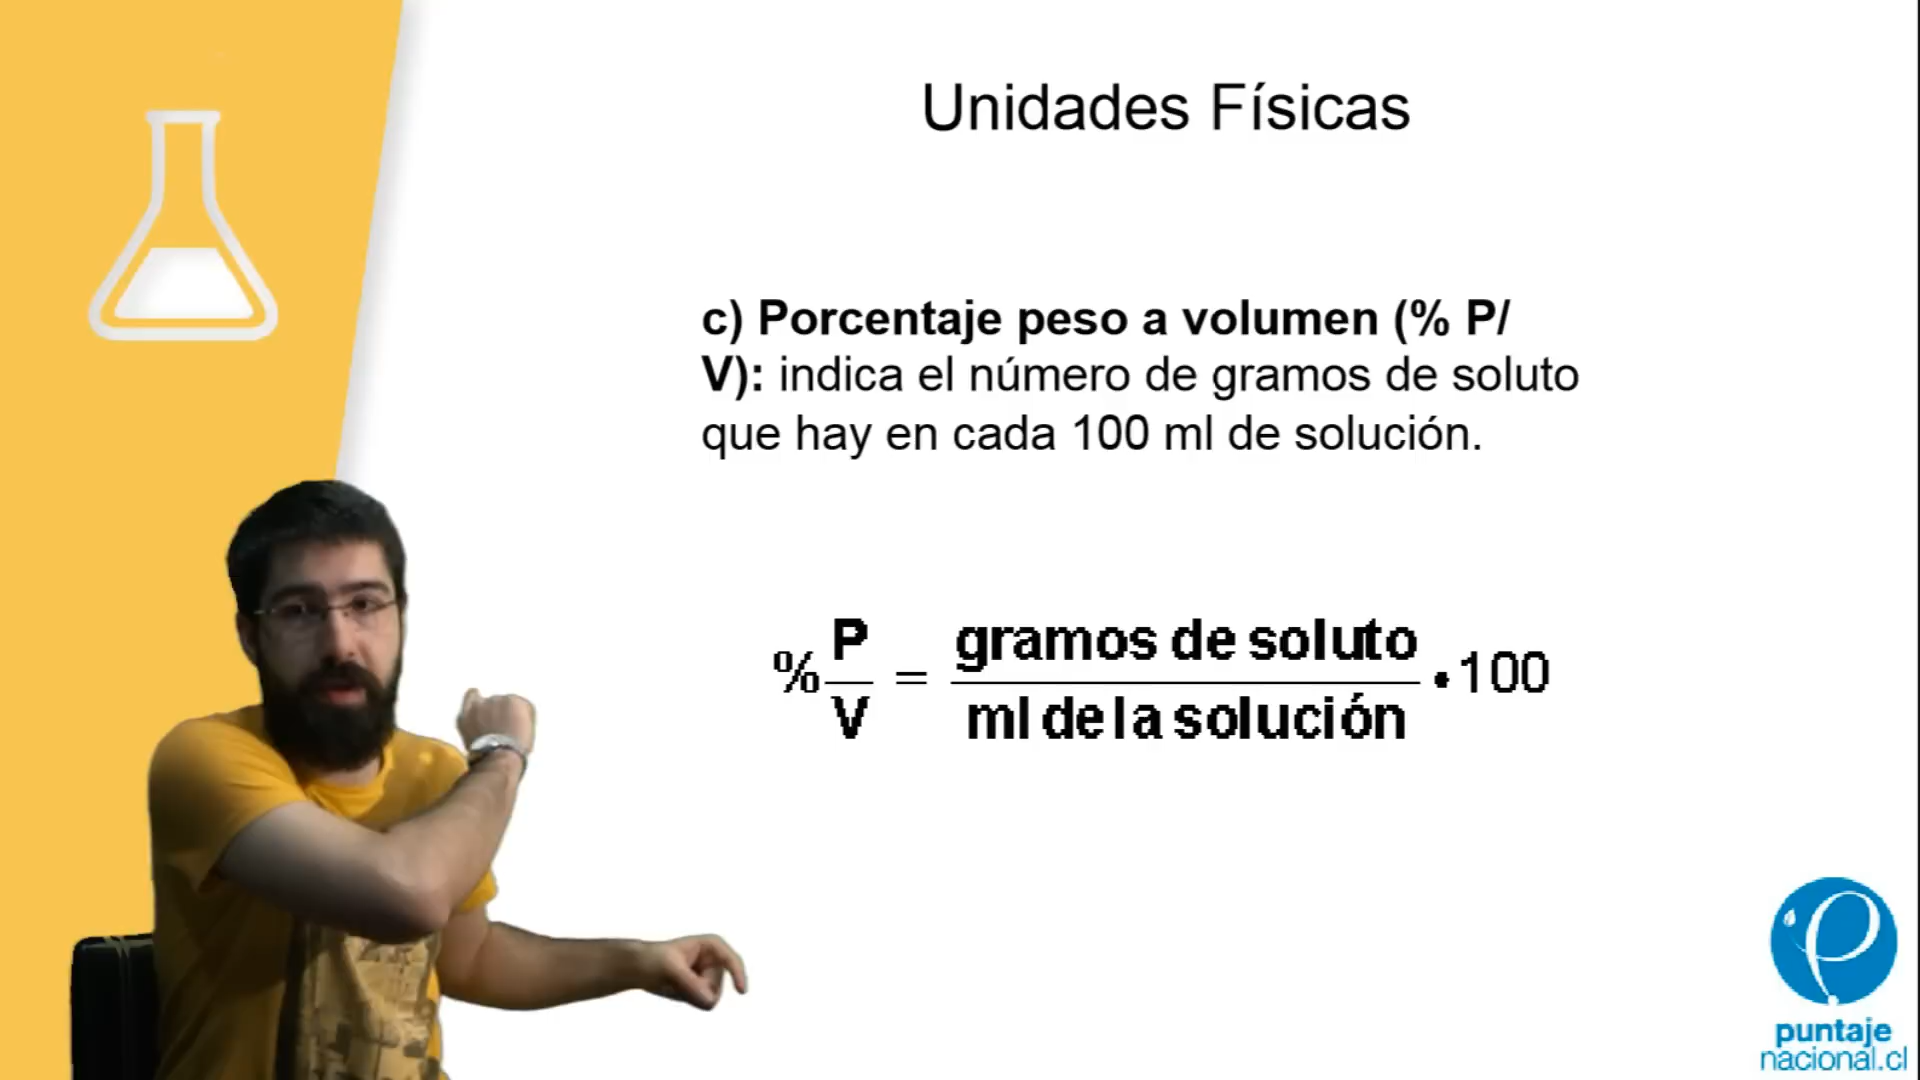 Unidades Físicas
c) Porcentaje peso a volumen (% P/
V): indica el número de gramos de soluto
que hay en cada 100 ml de solución.
% P/V = gramos de soluto / ml de la solución • 100
puntaje
nacional.cl